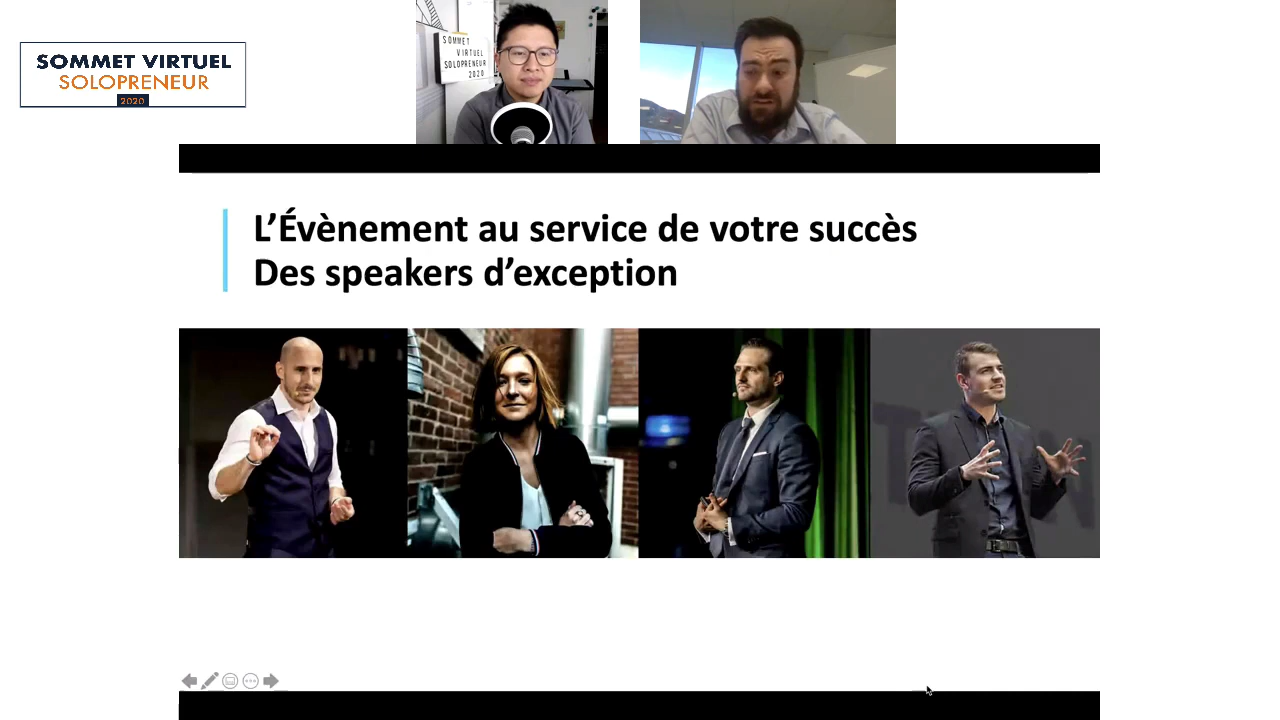 SOMMET VIRTUEL
SOLOPRENEUR
2020
SOMMET
VIRTUEL
SOLOPRENEUR
2020
L’Évènement au service de votre succès
Des speakers d’exception